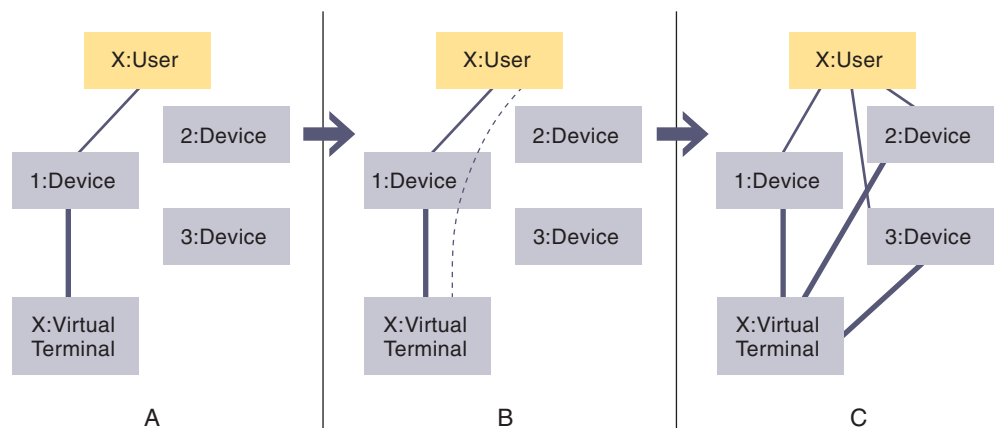 X:User
2:Device
1:Device
3:Device
X:Virtual
Terminal
A
X:User
2:Device
1:Device
3:Device
X:Virtual
Terminal
B
X:User
2:Device
1:Device
3:Device
X:Virtual
Terminal
C